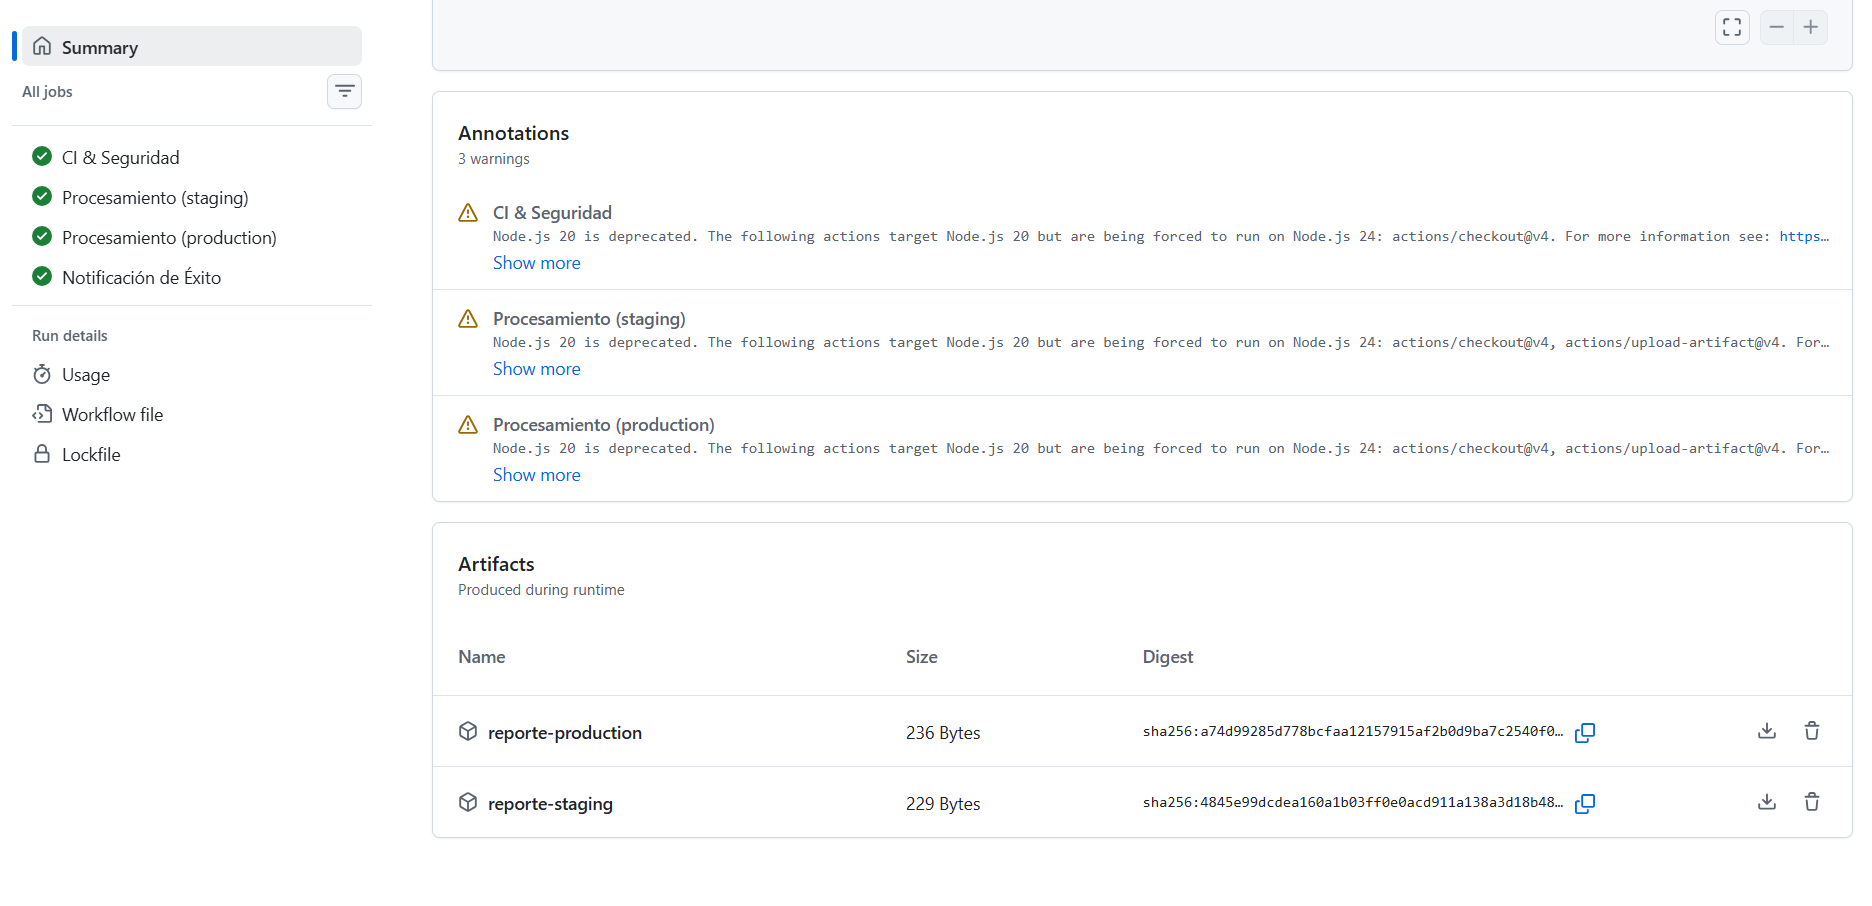 Summary
All jobs
CI & Seguridad
Procesamiento (staging)
Procesamiento (production)
Notificación de Éxito
Run details
Usage
Workflow file
Lockfile
Annotations
3 warnings
CI & Seguridad
Node.js 20 is deprecated. The following actions target Node.js 20 but are being forced to run on Node.js 24: actions/checkout@v4. For more information see: https…
Show more
Procesamiento (staging)
Node.js 20 is deprecated. The following actions target Node.js 20 but are being forced to run on Node.js 24: actions/checkout@v4, actions/upload-artifact@v4. For…
Show more
Procesamiento (production)
Node.js 20 is deprecated. The following actions target Node.js 20 but are being forced to run on Node.js 24: actions/checkout@v4, actions/upload-artifact@v4. For…
Show more
Artifacts
Produced during runtime
Name Size Digest
reporte-production 236 Bytes sha256:a74d99285d778bcfaa12157915af2b0d9ba7c2540f0…
reporte-staging 229 Bytes sha256:4845e99dcdea160a1b03ff0e0acd911a138a3d18b48…